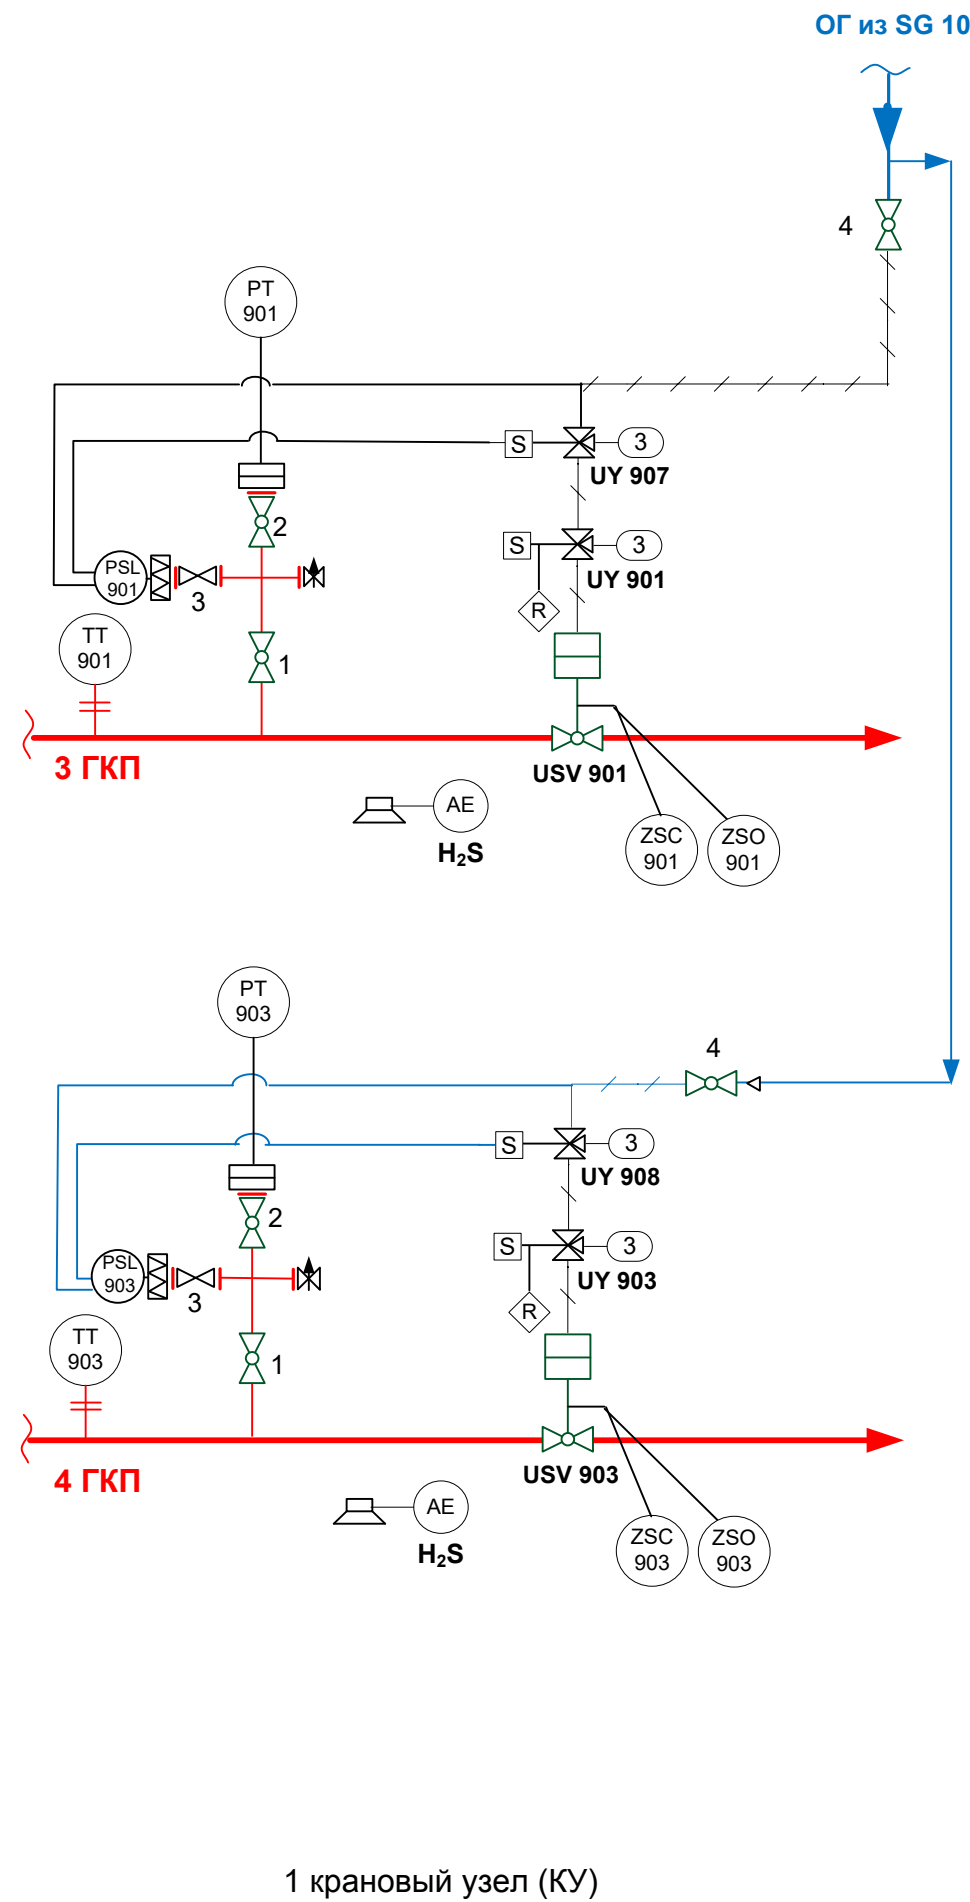 ОГ из SG 10
4
PT
901
S
3
UY 907
2
S
3
UY 901
PSL
901
3
R
TT
901
1
3 ГКП
USV 901
AE
H₂S
ZSC
901
ZSO
901
PT
903
4
S
3
UY 908
2
S
3
UY 903
PSL
903
3
R
TT
903
1
4 ГКП
USV 903
AE
H₂S
ZSC
903
ZSO
903
1 крановый узел (КУ)